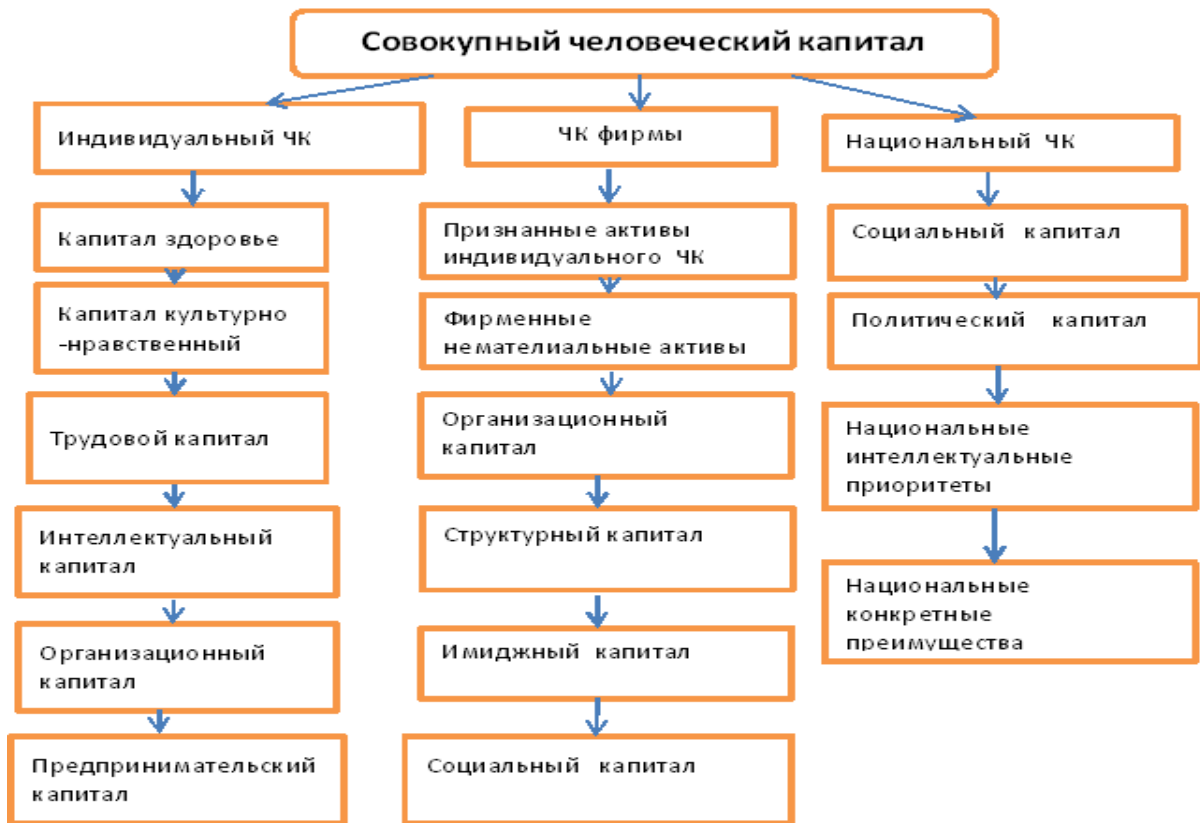 Совокупный человеческий капитал
Индивидуальный ЧК
Капитал здоровье
Капитал культурно
-нравственный
Трудовой капитал
Интеллектуальный
капитал
Организационный
капитал
Предпринимательский
капитал
ЧК фирмы
Признанные активы
индивидуального ЧК
Фирменные
немателиальные активы
Организационный
капитал
Структурный капитал
Имиджный капитал
Социальный капитал
Национальный ЧК
Социальный капитал
Политический капитал
Национальные
интеллектуальные
приоритеты
Национальные
конкретные
преимущества